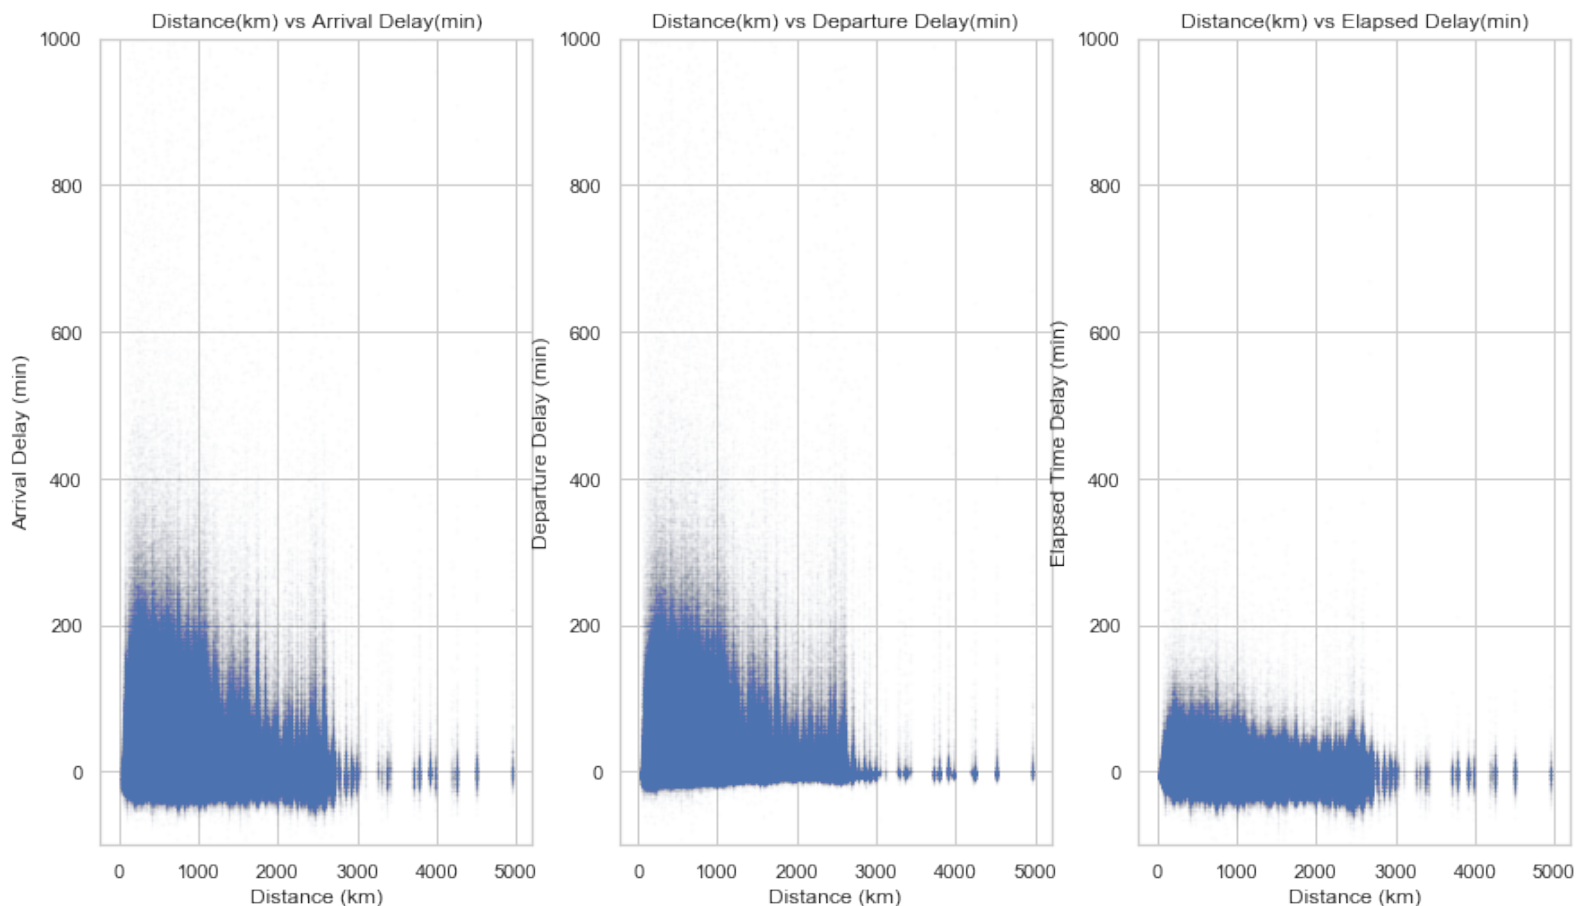 Distance(km) vs Arrival Delay(min)
Distance(km) vs Departure Delay(min)
Distance(km) vs Elapsed Delay(min)
1000
800
600
400
200
0
Arrival Delay (min)
0 1000 2000 3000 4000 5000
Distance (km)
1000
800
600
400
200
0
Departure Delay (min)
0 1000 2000 3000 4000 5000
Distance (km)
1000
800
600
400
200
0
Elapsed Time Delay (min)
0 1000 2000 3000 4000 5000
Distance (km)